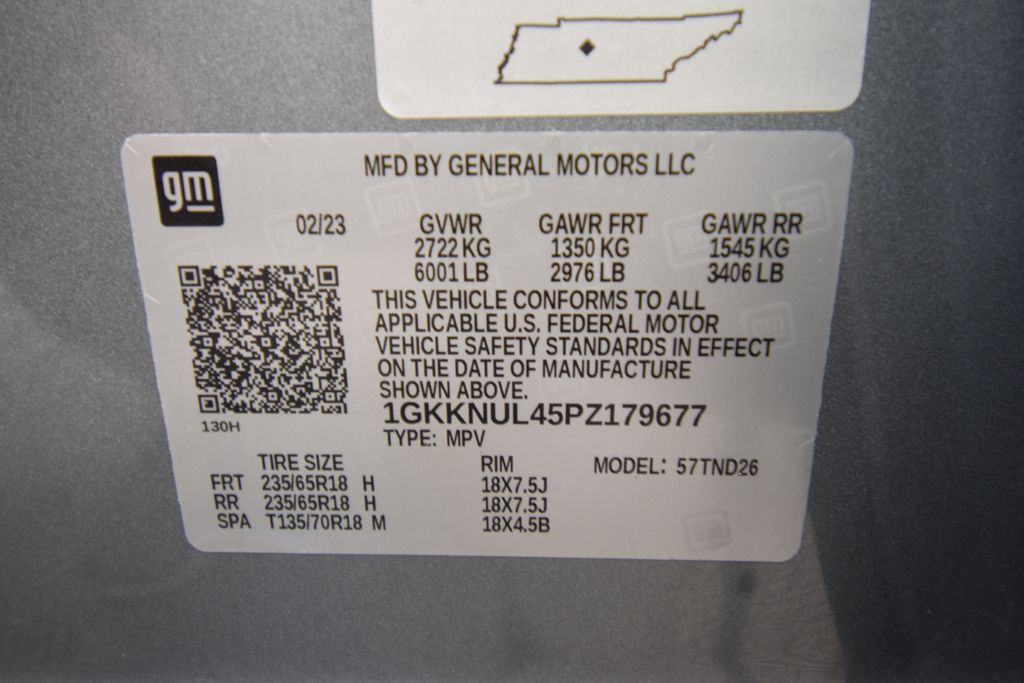 gm
MFD BY GENERAL MOTORS LLC
02/23 GVWR GAWR FRT GAWR RR
2722 KG 1350 KG 1545 KG
6001 LB 2976 LB 3406 LB
THIS VEHICLE CONFORMS TO ALL
APPLICABLE U.S. FEDERAL MOTOR
VEHICLE SAFETY STANDARDS IN EFFECT
ON THE DATE OF MANUFACTURE
SHOWN ABOVE.
1GKKNUL45PZ179677
130H
TYPE: MPV
TIRE SIZE RIM MODEL: 57TND26
FRT 235/65R18 H 18X7.5J
RR 235/65R18 H 18X7.5J
SPA T135/70R18 M 18X4.5B